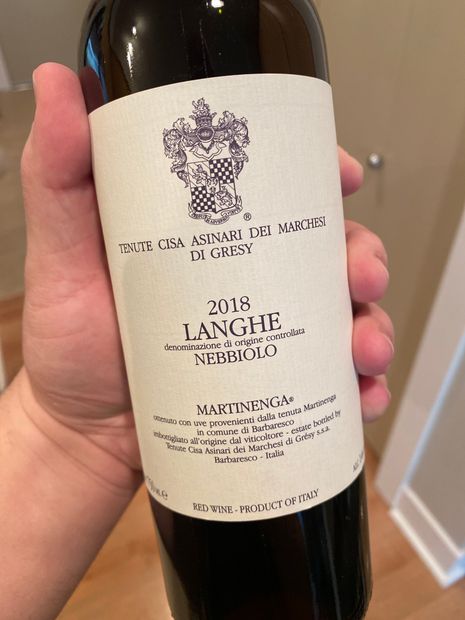 TENUTE CISA ASINARI DEI MARCHESI
DI GRESY
2018
LANGHE
denominazione di origine controllata
NEBBIOLO
MARTINENGA®
ottenuto con uve provenienti dalla tenuta Martinenga
in comune di Barbaresco
imbottigliato all'origine dal viticoltore - estate bottled by
Tenute Cisa Asinari dei Marchesi di Grésy s.s.a.
Barbaresco - Italia
RED WINE - PRODUCT OF ITALY